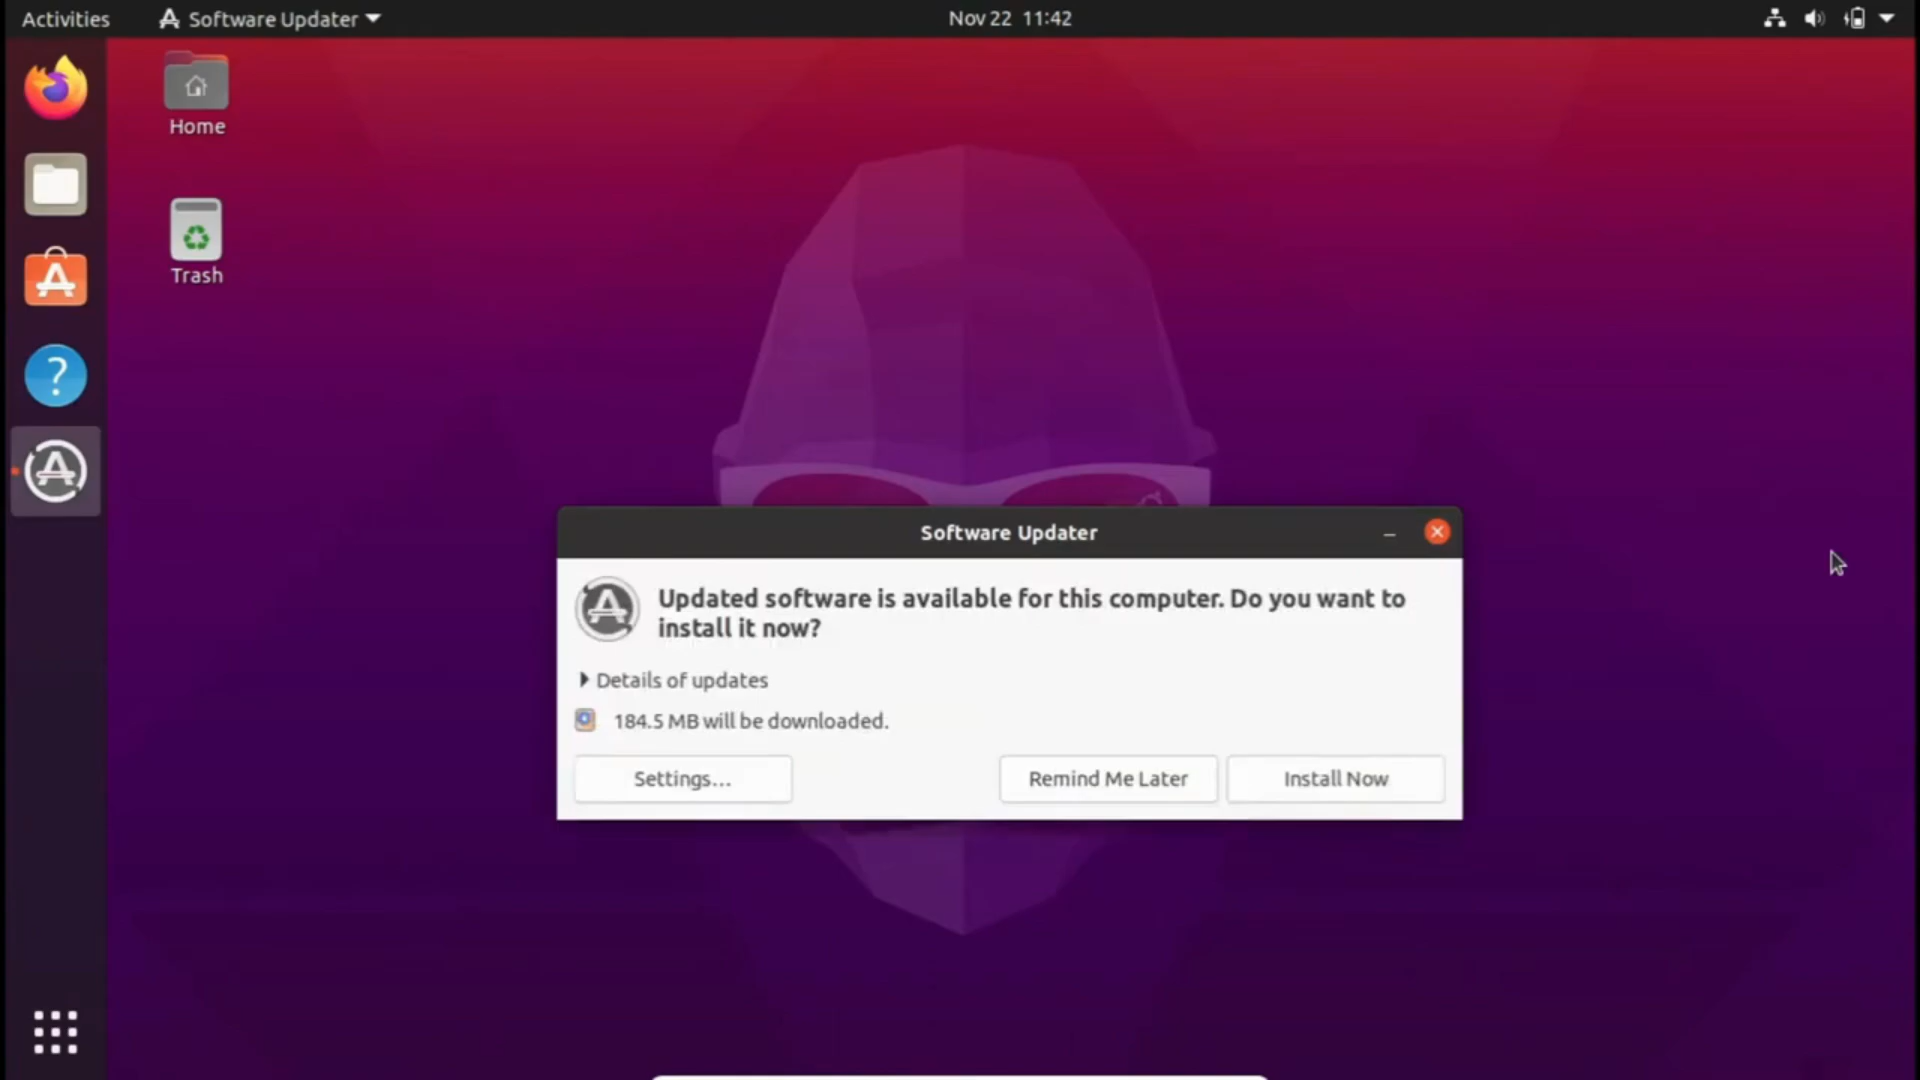 Activities
Software Updater
Nov 22 11:42
Home
Trash
?
Software Updater
Updated software is available for this computer. Do you want to
install it now?
Details of updates
184.5 MB will be downloaded.
Settings...
Remind Me Later
Install Now